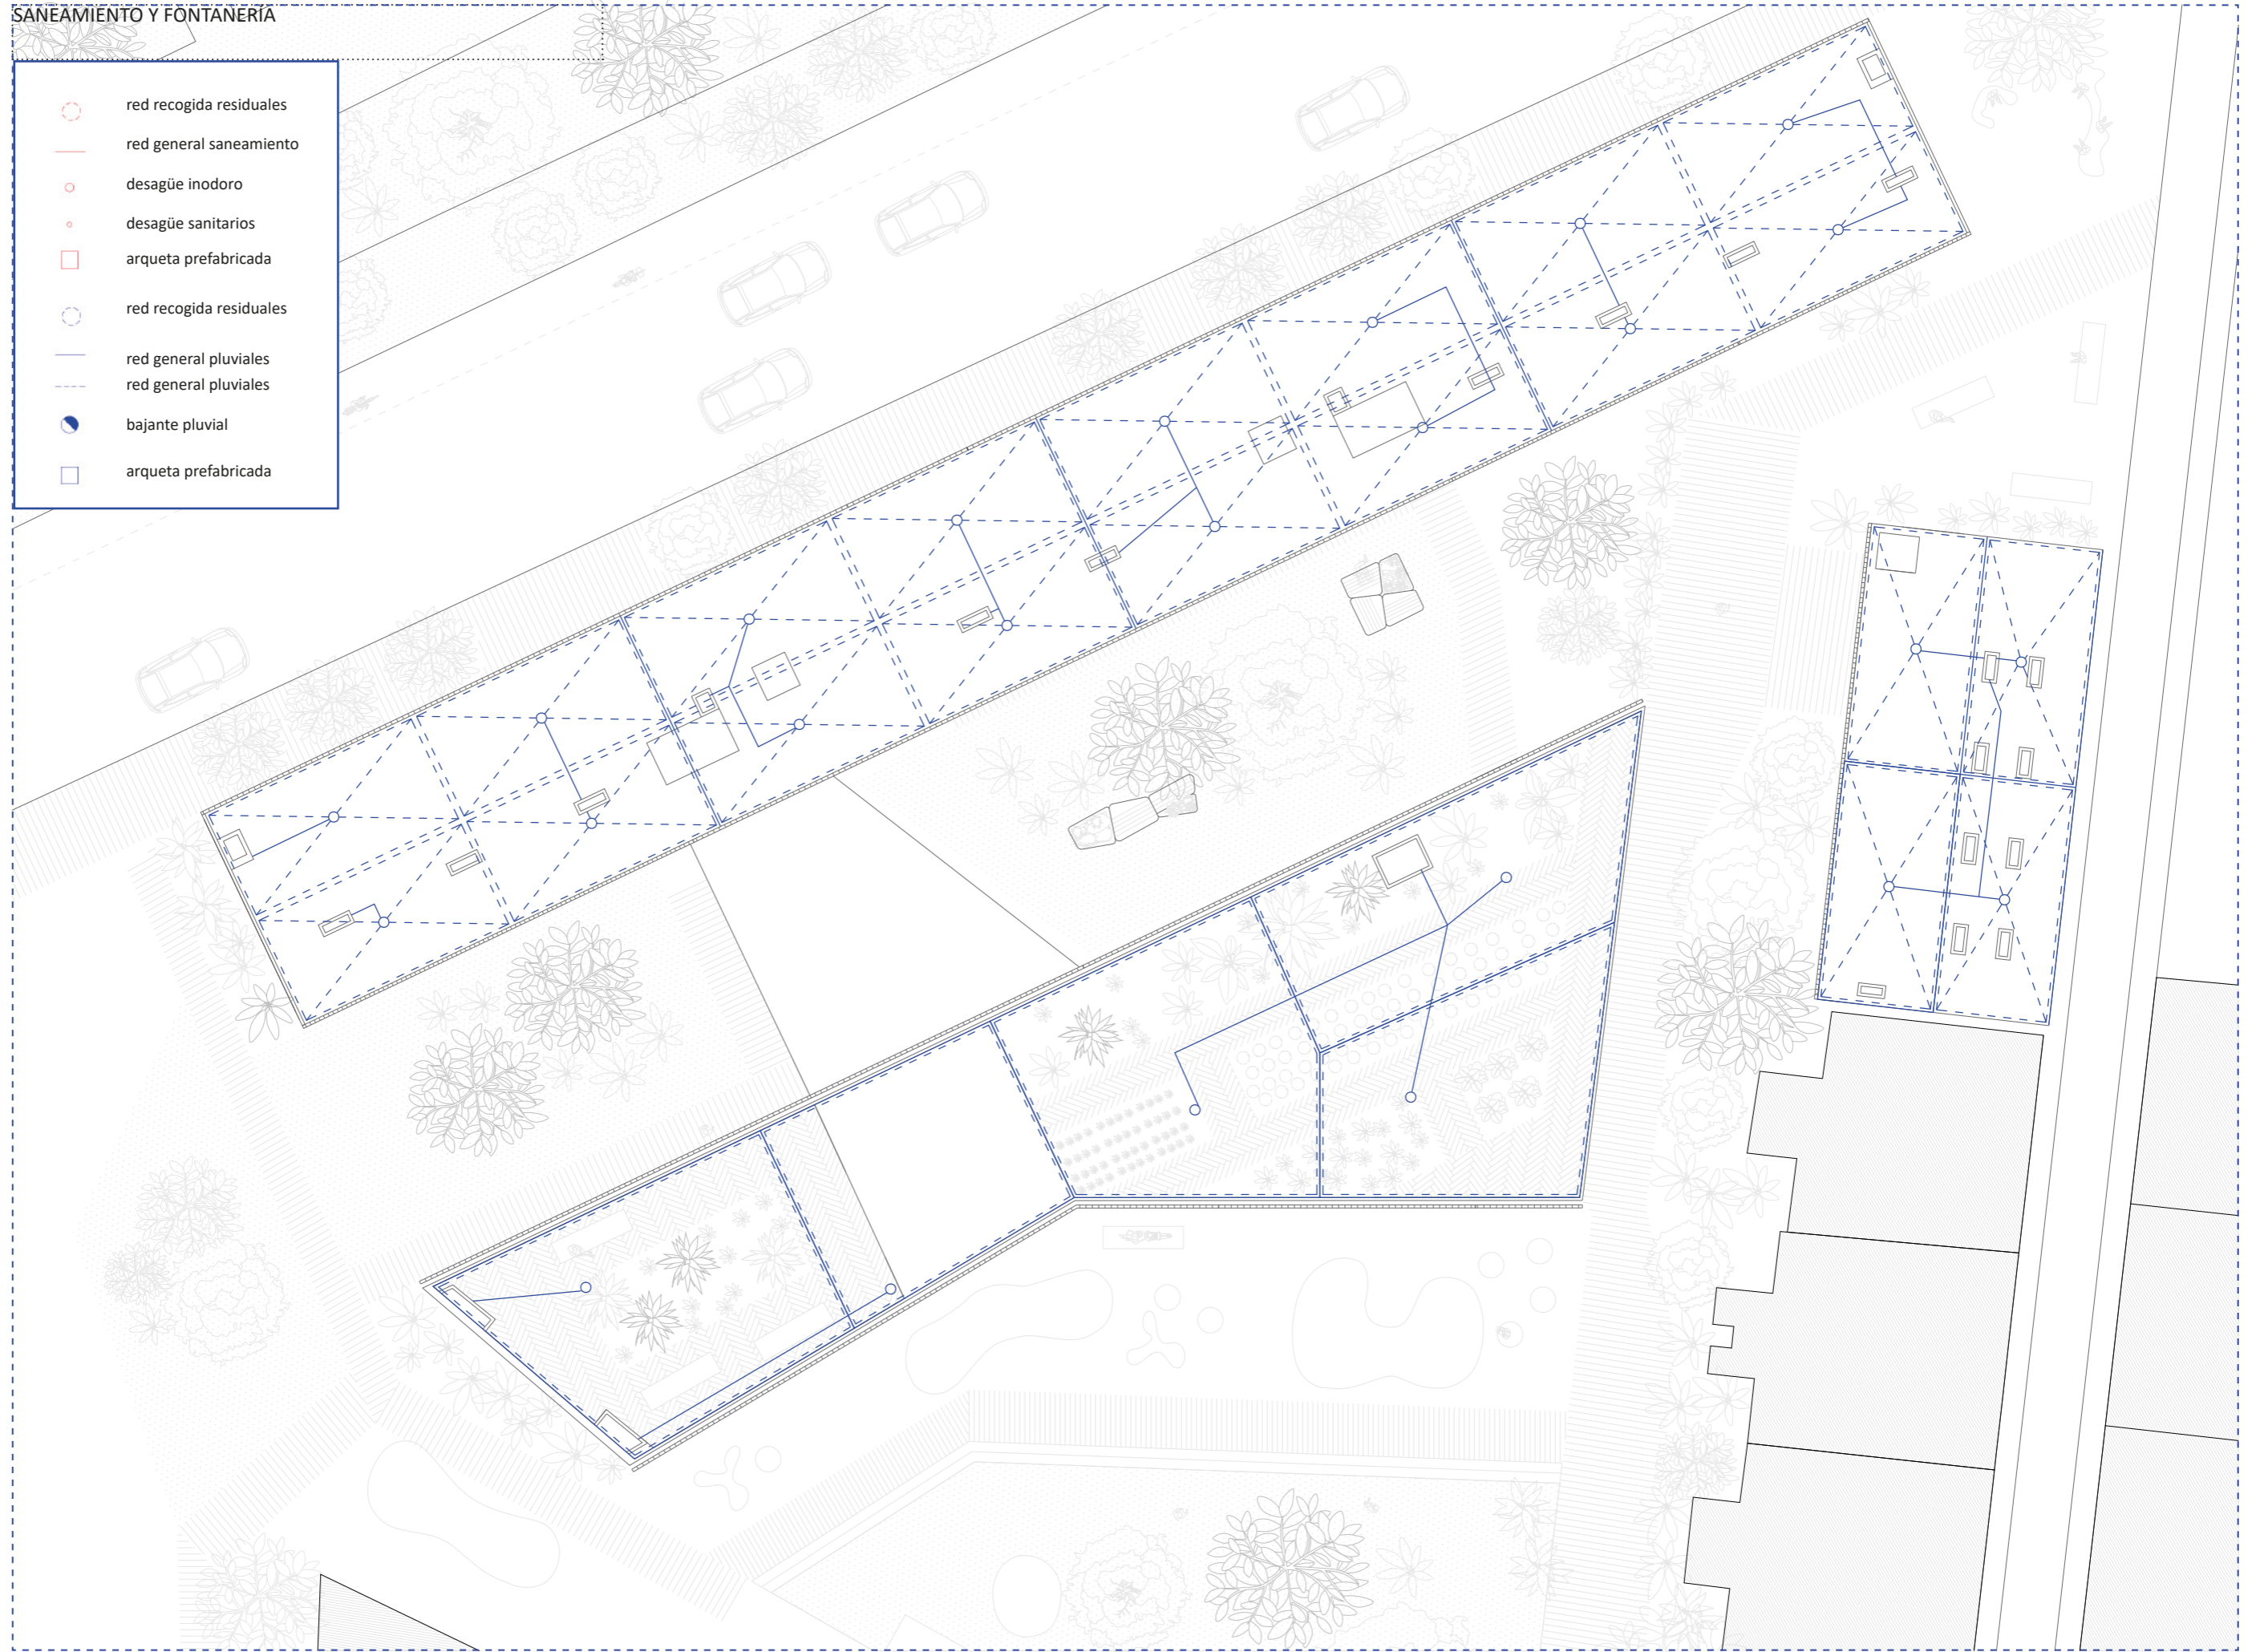 SANEAMIENTO Y FONTANERÍA
red recogida residuales
red general saneamiento
desagüe inodoro
desagüe sanitarios
arqueta prefabricada
red recogida residuales
red general pluviales
red general pluviales
bajante pluvial
arqueta prefabricada